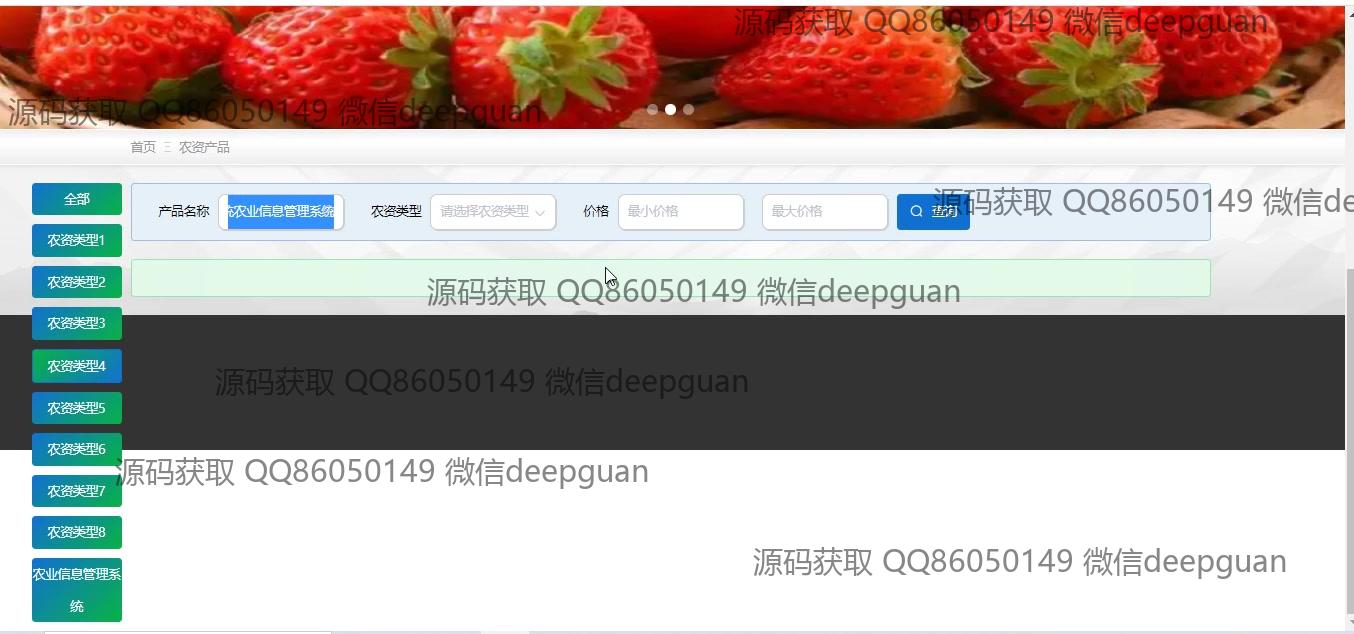 源码获取 QQ86050149 微信deepguan
源码获取 QQ86050149 微信deepguan
首页 农资产品
全部
产品名称 农业信息管理系统 农资类型 请选择农资类型 价格 最小价格 最大价格 查询
源码获取 QQ86050149 微信de
农资类型1
农资类型2
源码获取 QQ86050149 微信deepguan
农资类型3
农资类型4
源码获取 QQ86050149 微信deepguan
农资类型5
农资类型6
源码获取 QQ86050149 微信deepguan
农资类型7
农资类型8
源码获取 QQ86050149 微信deepguan
农业信息管理系
统